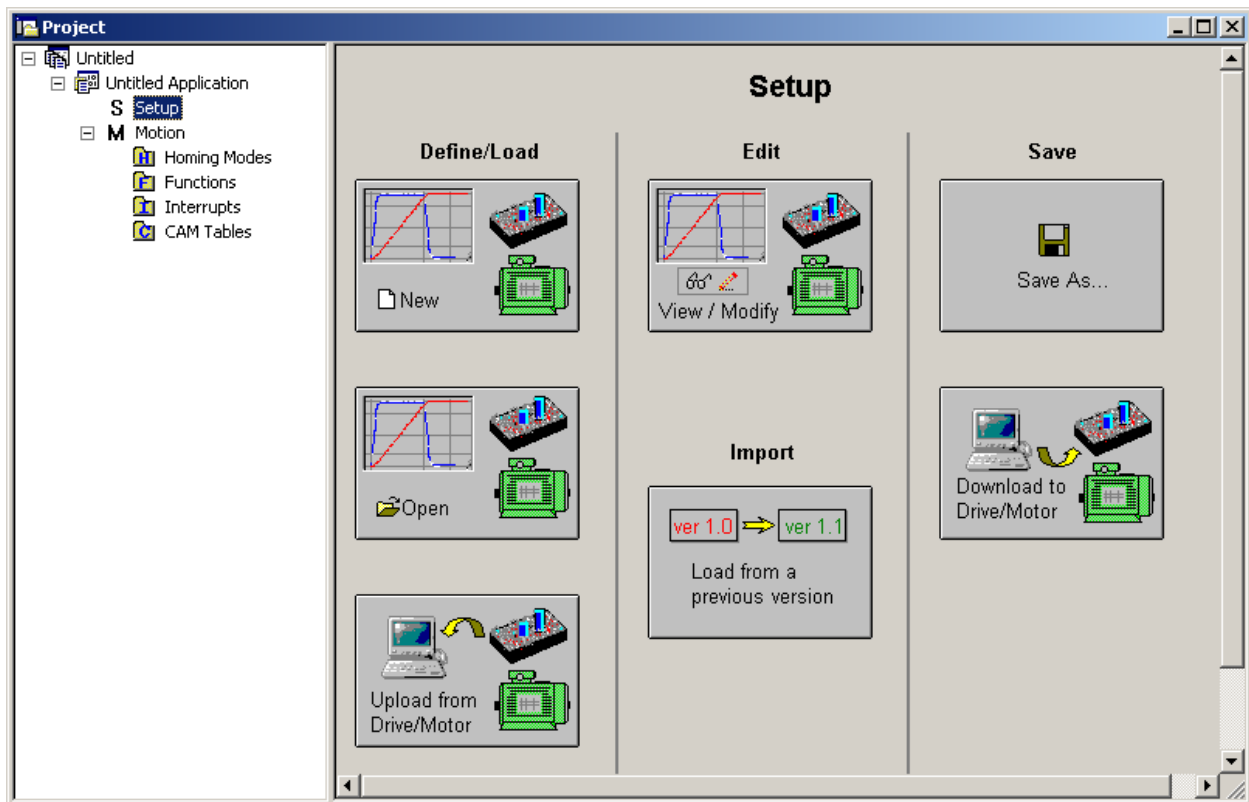 Project
Untitled
Untitled Application
S Setup
M Motion
H Homing Modes
F Functions
I Interrupts
C CAM Tables
Setup
Define/Load
New
Open
Upload from
Drive/Motor
Edit
View / Modify
Import
ver 1.0 ver 1.1
Load from a
previous version
Save
Save As...
Download to
Drive/Motor